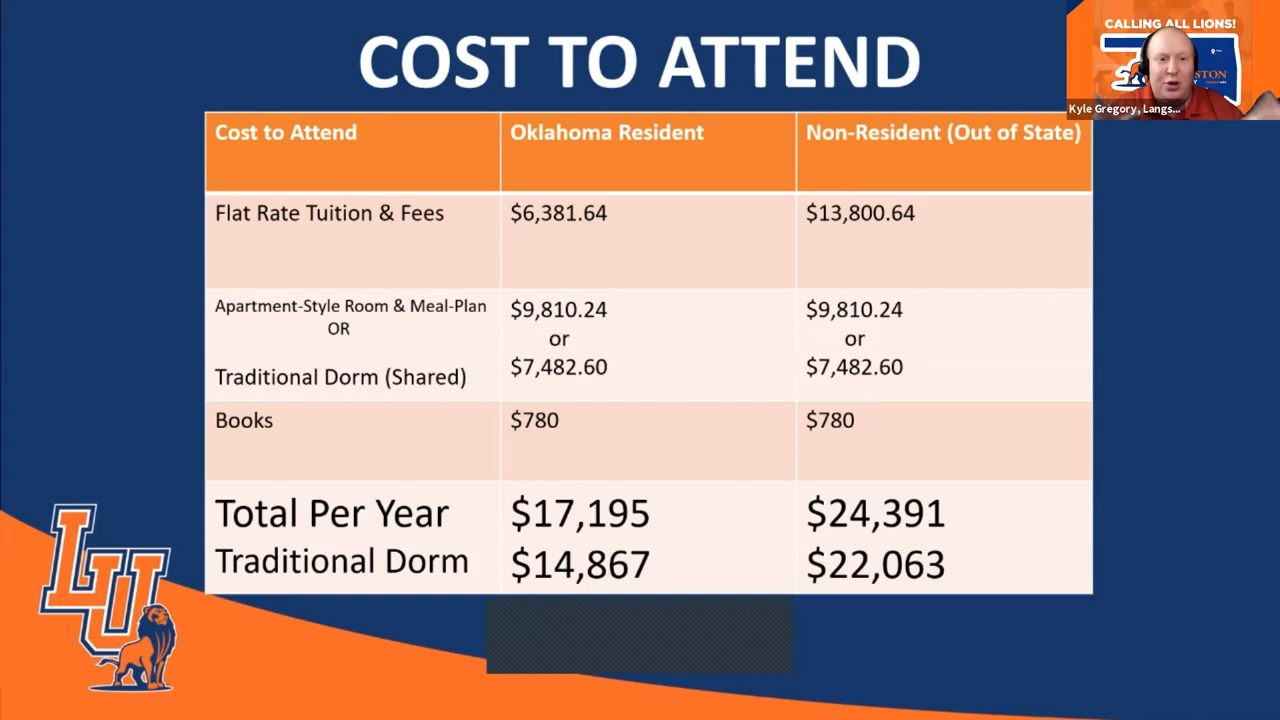 COST TO ATTEND
CALLING ALL LIONS!
STON
Kyle Gregory, Langs...
Cost to Attend
Oklahoma Resident
Non-Resident (Out of State)
Flat Rate Tuition & Fees
$6,381.64
$13,800.64
Apartment-Style Room & Meal-Plan
OR
Traditional Dorm (Shared)
$9,810.24
or
$7,482.60
$9,810.24
or
$7,482.60
Books
$780
$780
Total Per Year
$17,195
$24,391
Traditional Dorm
$14,867
$22,063
LU